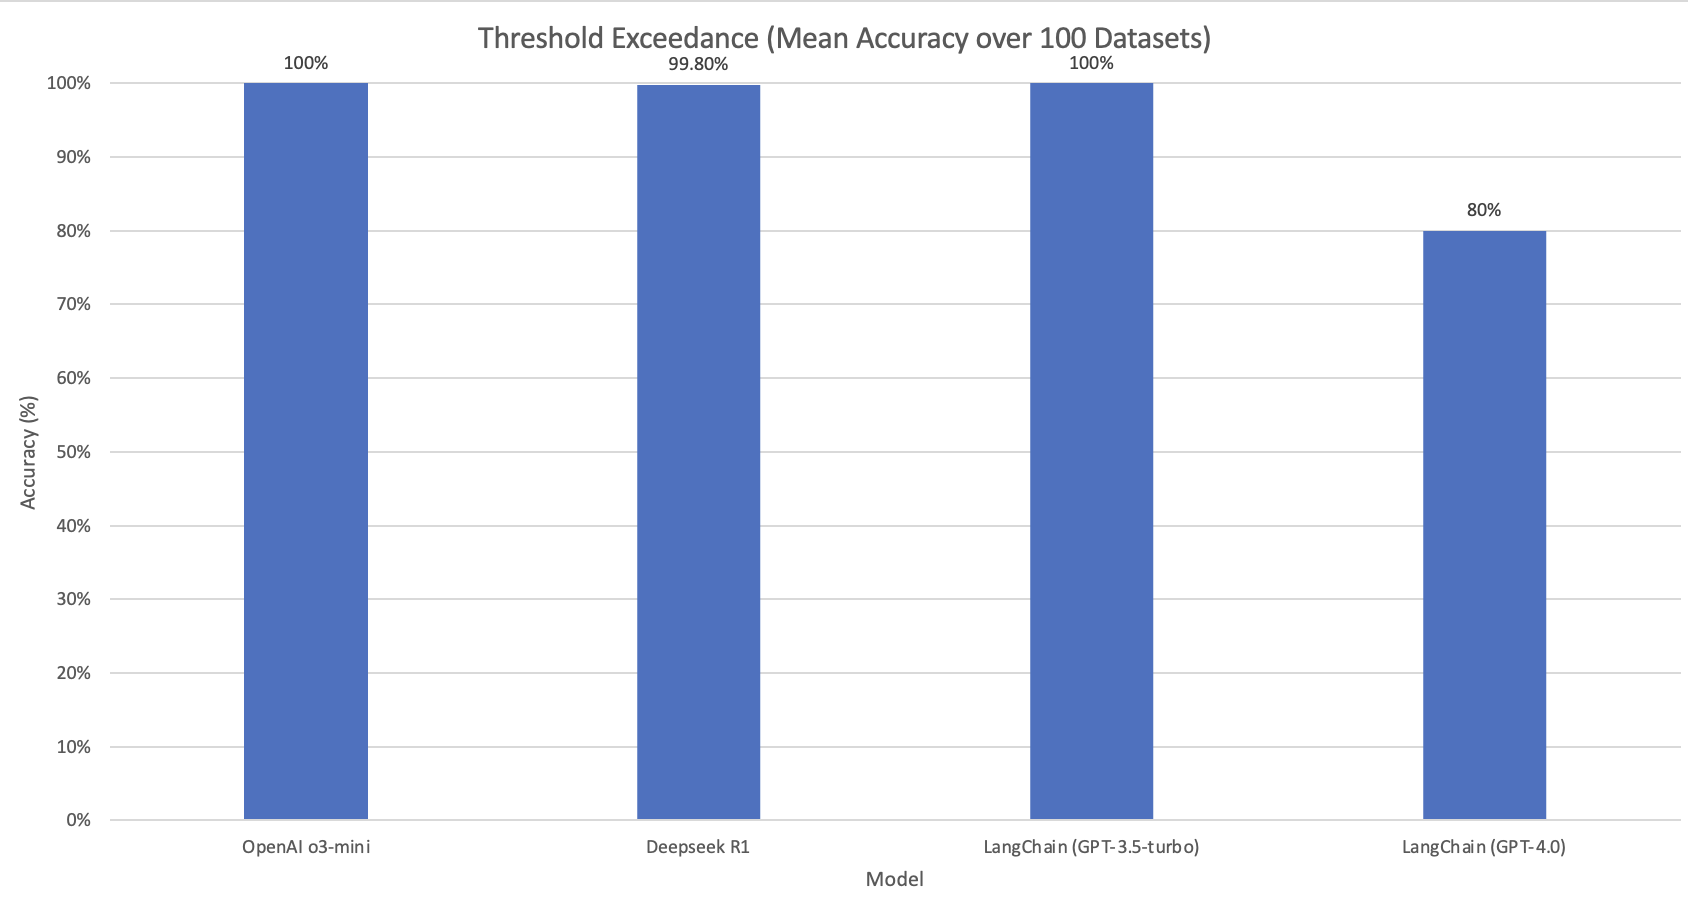 Threshold Exceedance (Mean Accuracy over 100 Datasets)
100%
99.80%
100%
80%
100%
90%
80%
70%
60%
50%
40%
30%
20%
10%
0%
Accuracy (%)
OpenAI o3-mini
Deepseek R1
LangChain (GPT-3.5-turbo)
LangChain (GPT-4.0)
Model